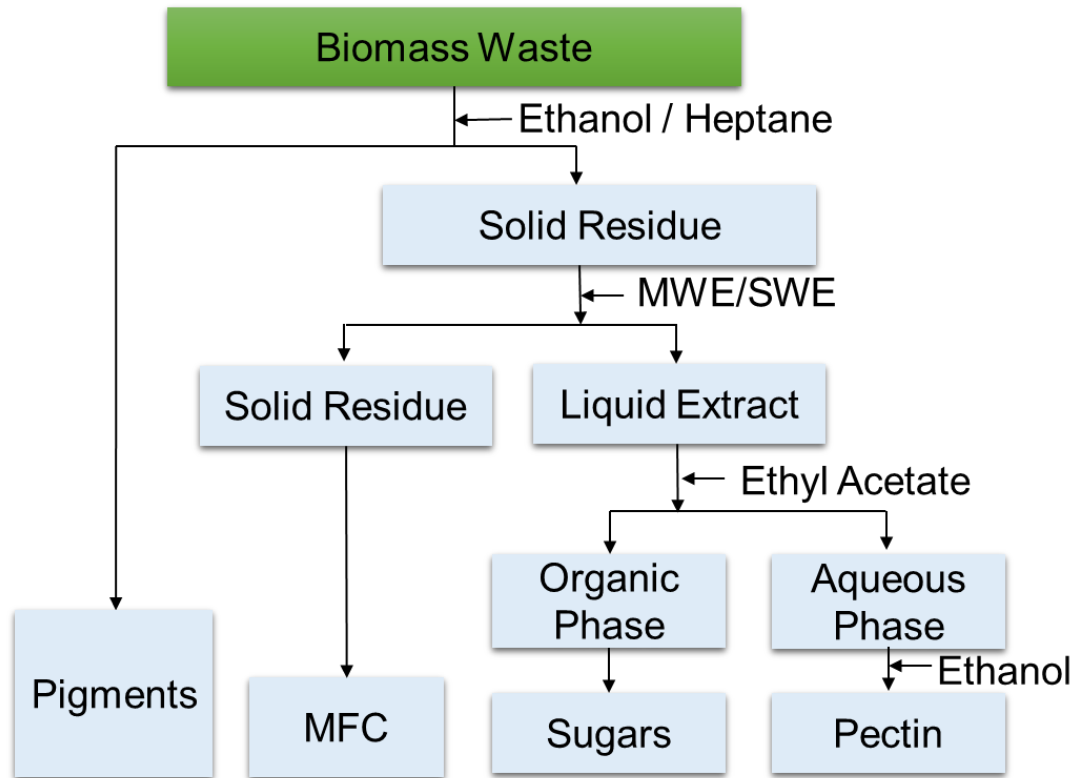 Biomass Waste
Ethanol / Heptane
Solid Residue
MWE/SWE
Solid Residue
Liquid Extract
Ethyl Acetate
Organic
Phase
Aqueous
Phase
Ethanol
Pigments
MFC
Sugars
Pectin